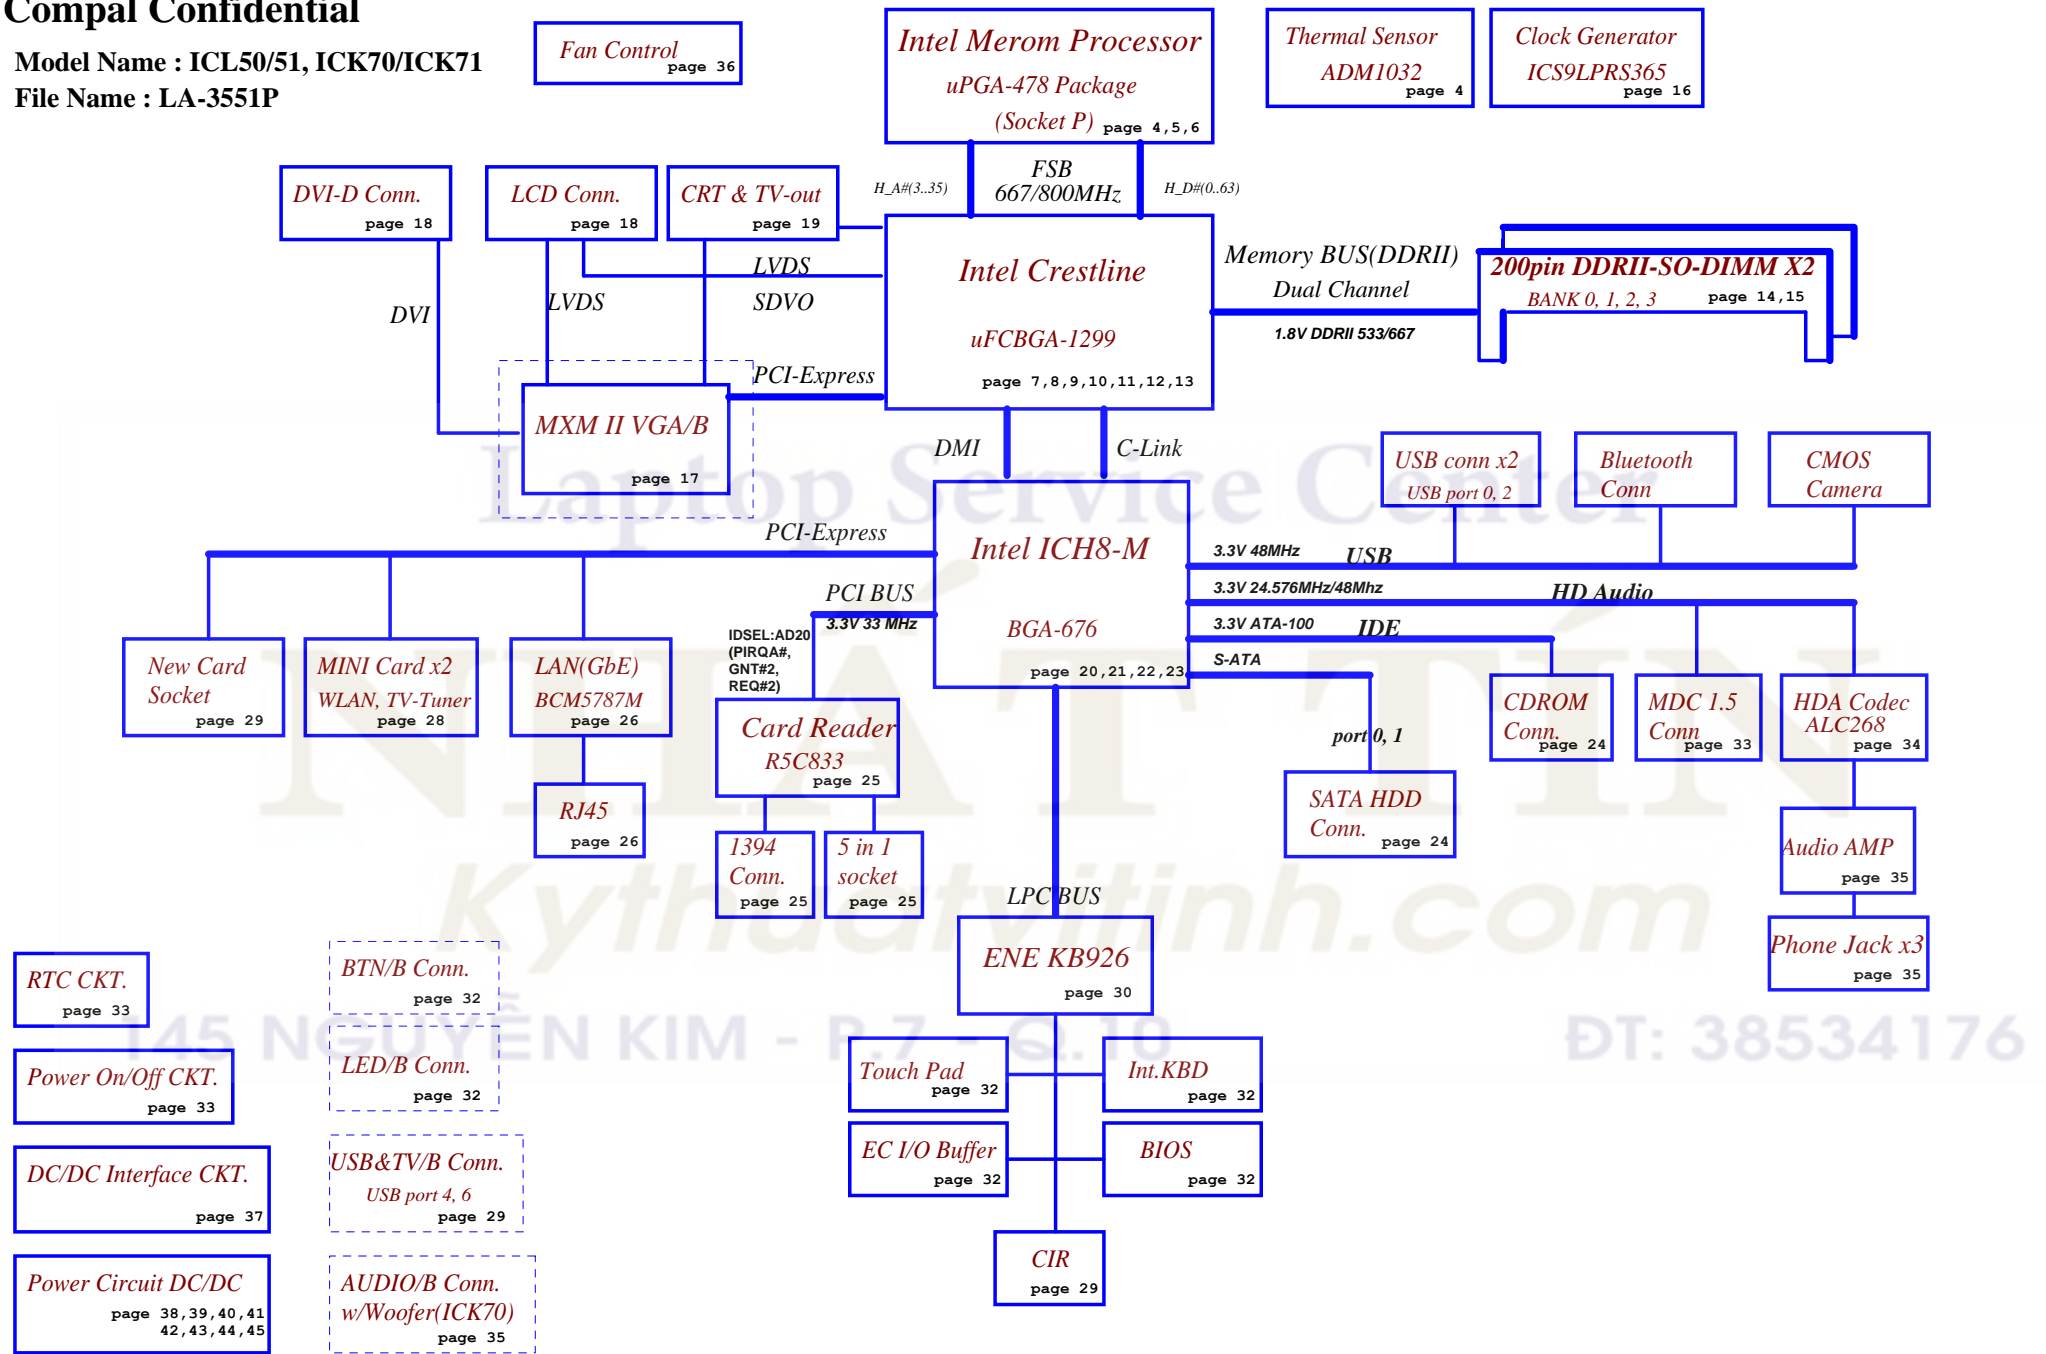 Compal Confidential
Model Name : ICL50/51, ICK70/ICK71
File Name : LA-3551P
Fan Control
page 36
Intel Merom Processor
uPGA-478 Package
(Socket P)
page 4,5,6
Thermal Sensor
ADM1032
page 4
Clock Generator
ICS9LPRS365
page 16
H_A#(3..35)
FSB
667/800MHz
H_D#(0..63)
DVI-D Conn.
page 18
LCD Conn.
page 18
CRT & TV-out
page 19
LVDS
SDVO
DVI
LVDS
PCI-Express
Intel Crestline
uFCBGA-1299
page 7,8,9,10,11,12,13
Memory BUS(DDRII)
Dual Channel
1.8V DDRII 533/667
200pin DDRII-SO-DIMM X2
BANK 0, 1, 2, 3
page 14,15
MXM II VGA/B
page 17
DMI
C-Link
Laptop Service Center
USB conn x2
USB port 0, 2
Bluetooth
Conn
CMOS
Camera
PCI-Express
Intel ICH8-M
BGA-676
page 20,21,22,23
3.3V 48MHz
USB
3.3V 24.576MHz/48Mhz
HD Audio
3.3V ATA-100
IDE
S-ATA
PCI BUS
3.3V 33 MHz
IDSEL:AD20
(PIRQA#,
GNT#2,
REQ#2)
New Card
Socket
page 29
MINI Card x2
WLAN, TV-Tuner
page 28
LAN(GbE)
BCM5787M
page 26
RJ45
page 26
Card Reader
R5C833
page 25
1394
Conn.
page 25
5 in 1
socket
page 25
port 0, 1
SATA HDD
Conn.
page 24
CDROM
Conn.
page 24
MDC 1.5
Conn
page 33
HDA Codec
ALC268
page 34
Audio AMP
page 35
Phone Jack x3
page 35
NHẤT TÍN
Kythuatvitinh.com
LPC BUS
ENE KB926
page 30
145 NGUYỄN KIM - P.7 - Q.10
ĐT: 38534176
Touch Pad
page 32
Int.KBD
page 32
EC I/O Buffer
page 32
BIOS
page 32
CIR
page 29
RTC CKT.
page 33
Power On/Off CKT.
page 33
DC/DC Interface CKT.
page 37
Power Circuit DC/DC
page 38,39,40,41
42,43,44,45
BTN/B Conn.
page 32
LED/B Conn.
page 32
USB&TV/B Conn.
USB port 4, 6
page 29
AUDIO/B Conn.
w/Woofer(ICK70)
page 35